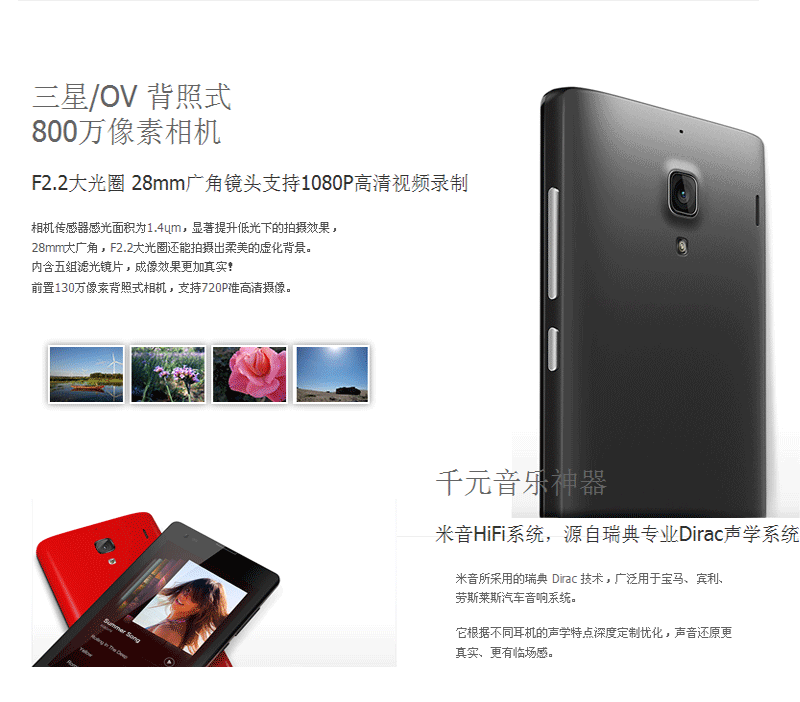 三星/OV 背照式
800万像素相机
F2.2大光圈 28mm广角镜头支持1080P高清视频录制
相机传感器感光面积为1.4ųm，显著提升低光下的拍摄效果，
28mm大广角，F2.2大光圈还能拍摄出柔美的虚化背景。
内含五组滤光镜片，成像效果更加真实！
前置130万像素背照式相机，支持720P准高清摄像。
千元音乐神器
米音HiFi系统，源自瑞典专业Dirac声学系统
米音所采用的瑞典 Dirac 技术，广泛用于宝马、宾利、
劳斯莱斯汽车音响系统。
它根据不同耳机的声学特点深度定制优化，声音还原更
真实、更有临场感。
Summer Song
Ruling In The Deep
Yellow